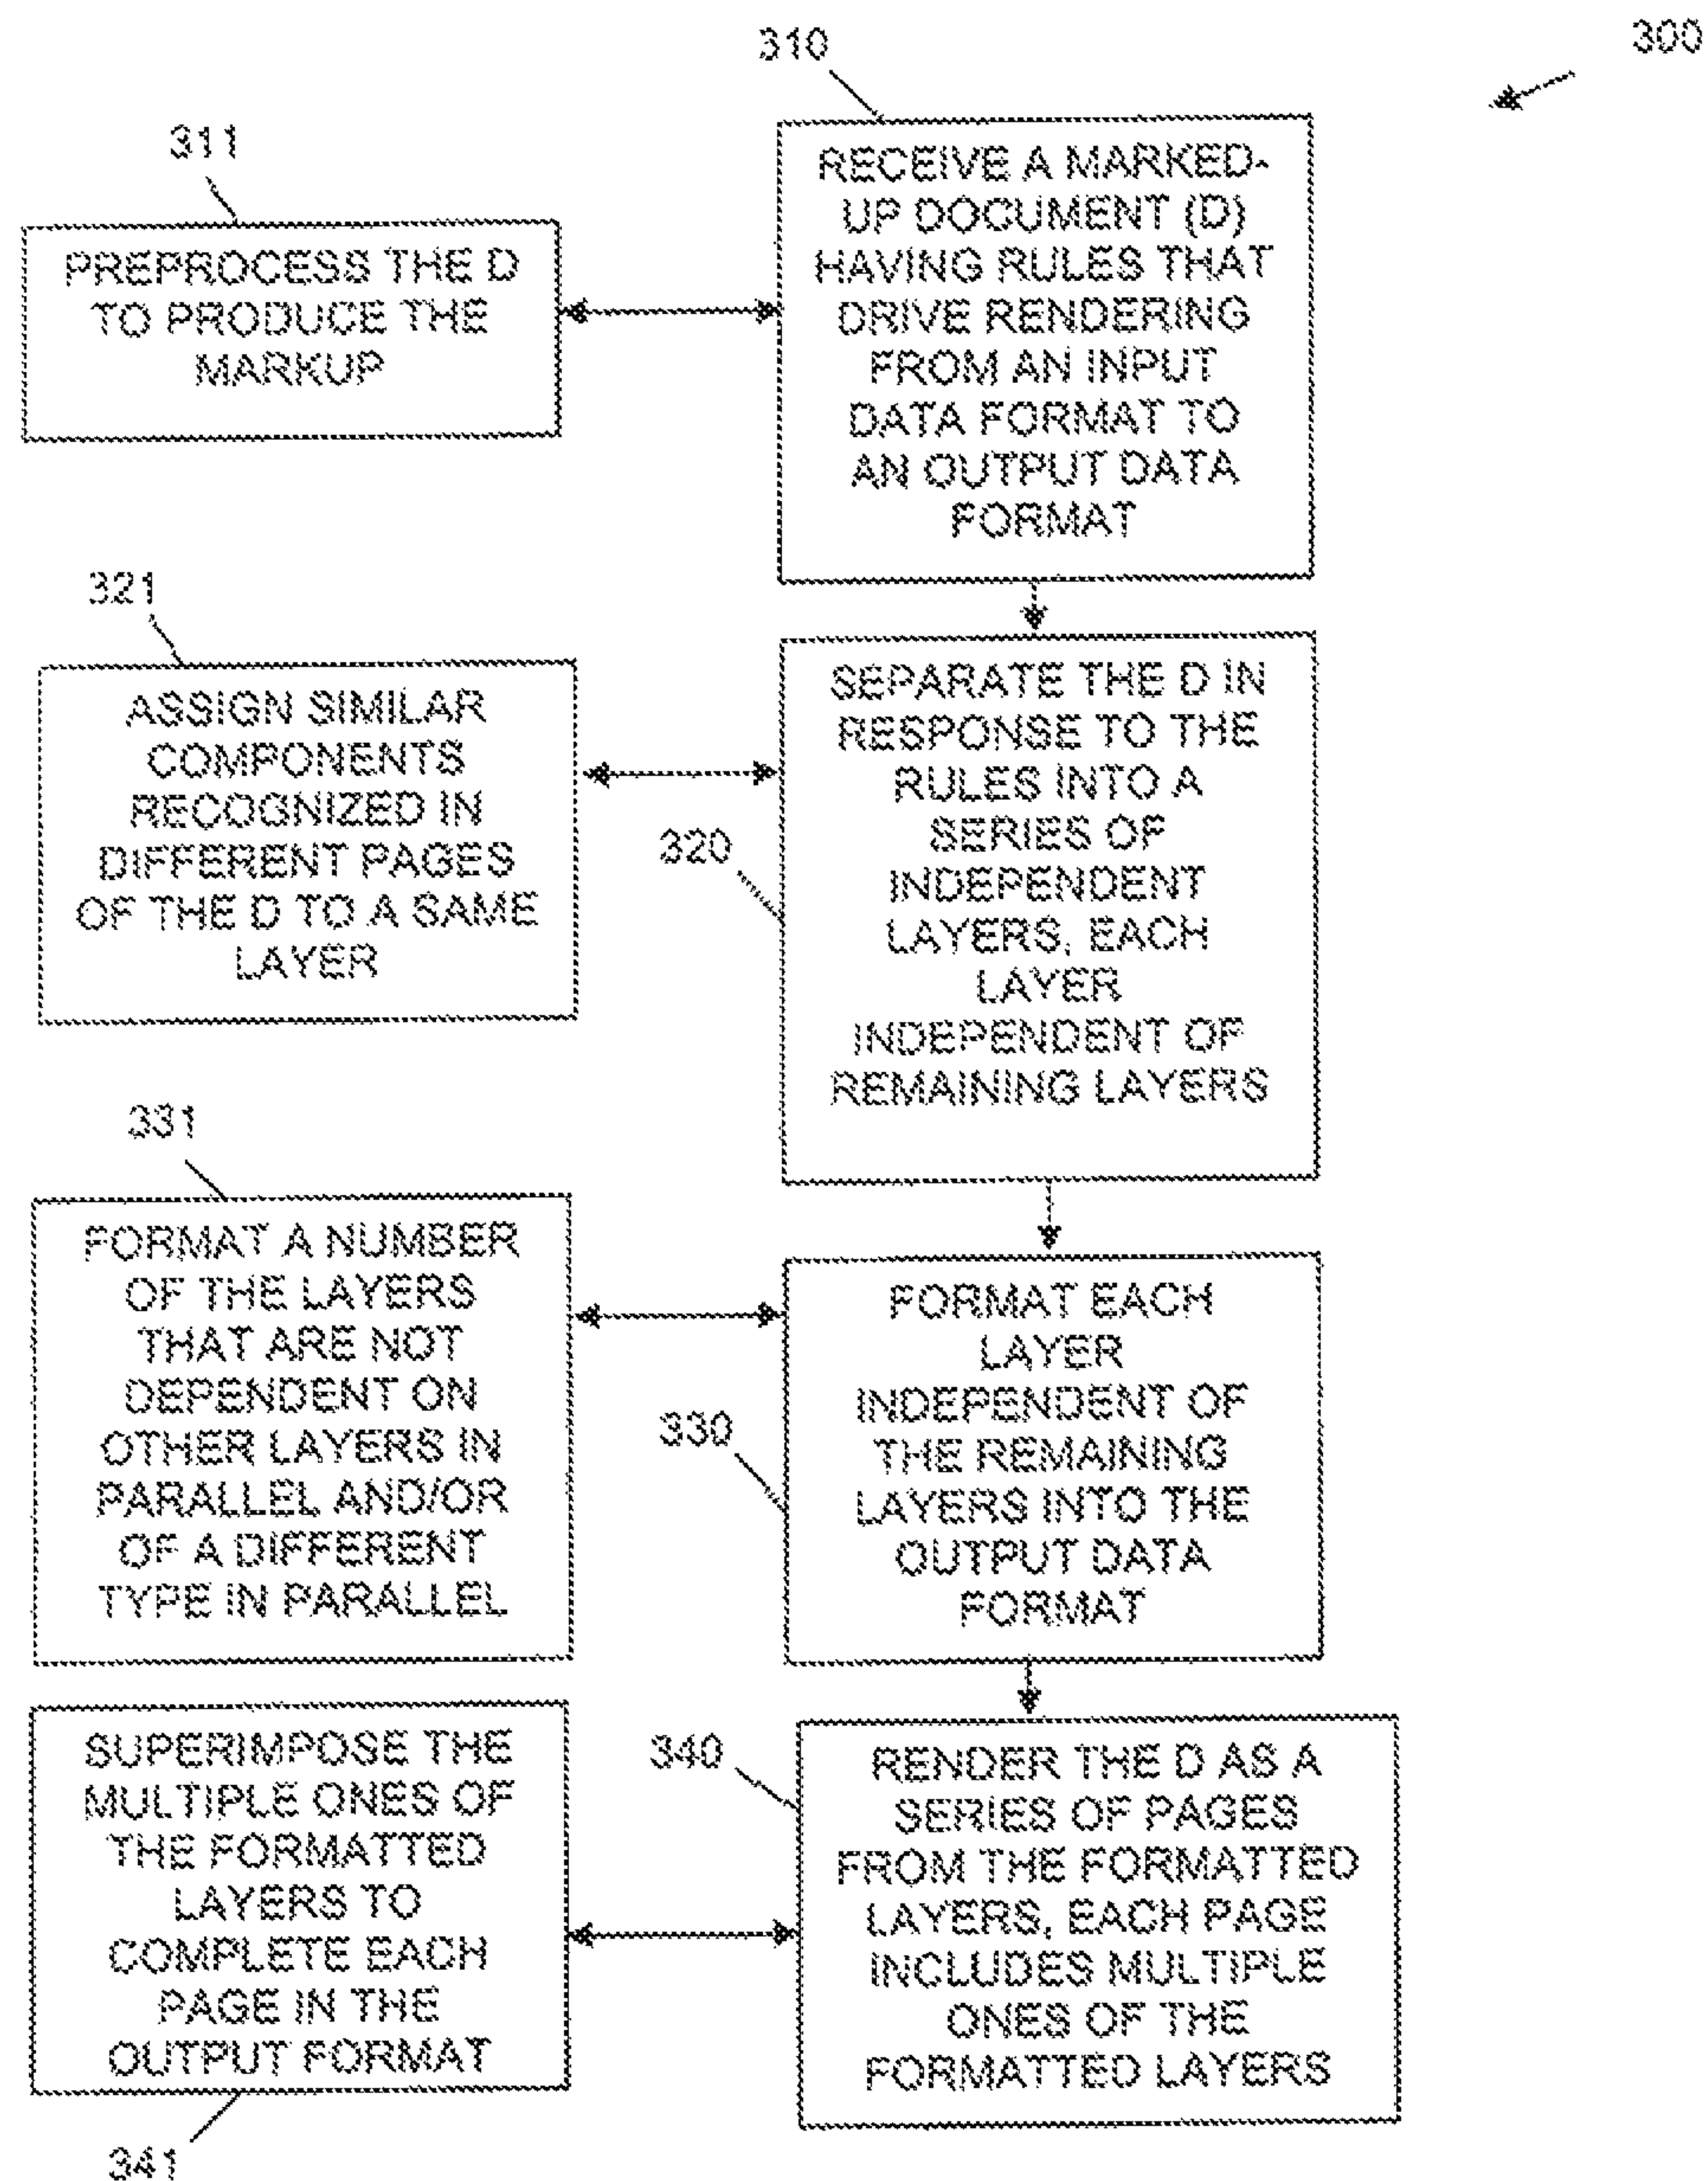 300
310
RECEIVE A MARKED-
UP DOCUMENT (D)
HAVING RULES THAT
DRIVE RENDERING
FROM AN INPUT
DATA FORMAT TO
AN OUTPUT DATA
FORMAT
311
PREPROCESS THE D
TO PRODUCE THE
MARKUP
320
SEPARATE THE D IN
RESPONSE TO THE
RULES INTO A
SERIES OF
INDEPENDENT
LAYERS, EACH
LAYER
INDEPENDENT OF
REMAINING LAYERS
321
ASSIGN SIMILAR
COMPONENTS
RECOGNIZED IN
DIFFERENT PAGES
OF THE D TO A SAME
LAYER
330
FORMAT EACH
LAYER
INDEPENDENT OF
THE REMAINING
LAYERS INTO THE
OUTPUT DATA
FORMAT
331
FORMAT A NUMBER
OF THE LAYERS
THAT ARE NOT
DEPENDENT ON
OTHER LAYERS IN
PARALLEL AND/OR
OF A DIFFERENT
TYPE IN PARALLEL
340
RENDER THE D AS A
SERIES OF PAGES
FROM THE FORMATTED
LAYERS, EACH PAGE
INCLUDES MULTIPLE
ONES OF THE
FORMATTED LAYERS
SUPERIMPOSE THE
MULTIPLE ONES OF
THE FORMATTED
LAYERS TO
COMPLETE EACH
PAGE IN THE
OUTPUT FORMAT
341